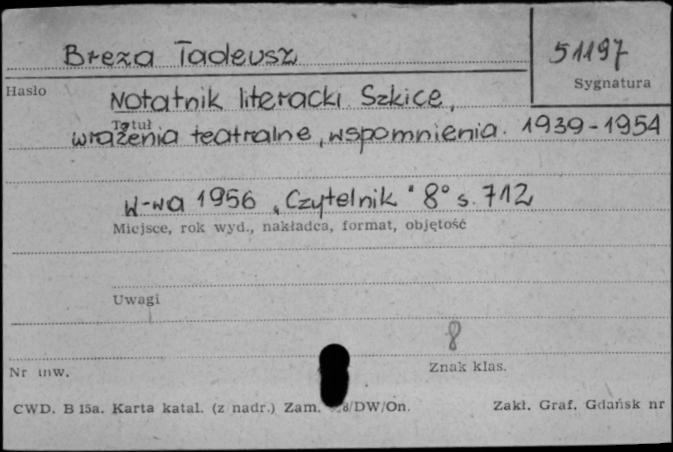 Breza Tadeusz
51197
Hasło
Sygnatura
Notatnik literacki Szkice,
Tytuł
wrażenia teatralne, wspomnienia. 1939-1954
W-wa 1956 „Czytelnik" 8° s. 712
Miejsce, rok wyd., nakładca, format, objętość
Uwagi
8
Nr inw.
Znak klas.
CWD. B 15a. Karta katal. (z nadr.) Zam. 8/DW/On.
Zakł. Graf. Gdańsk nr